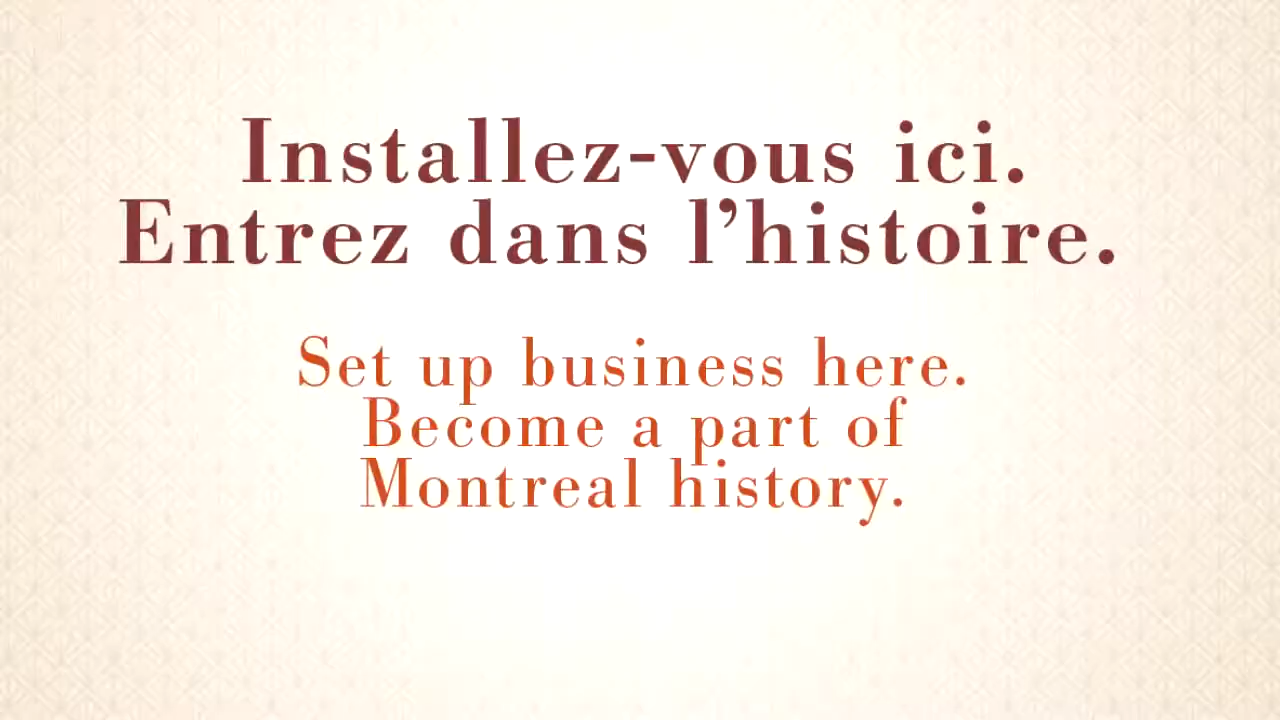 Installez-vous ici.
Entrez dans l’histoire.
Set up business here.
Become a part of
Montreal history.